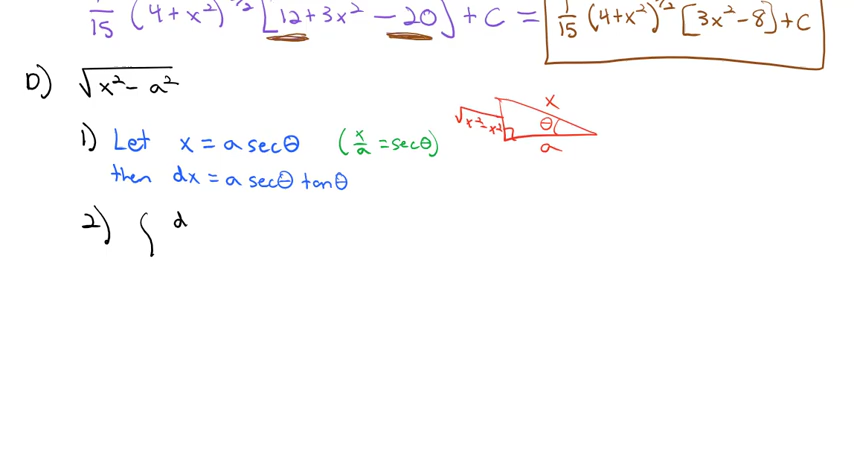 1/15 (4+x²)^1/2 [12+3x²-20] + C = 1/15 (4+x²)^1/2 [3x²-8] + C
D) √x²-a²
1) Let x = a secθ (x/a = secθ)
then dx = a secθ tanθ
x
√x²-x²
θ
a
2) ∫ d